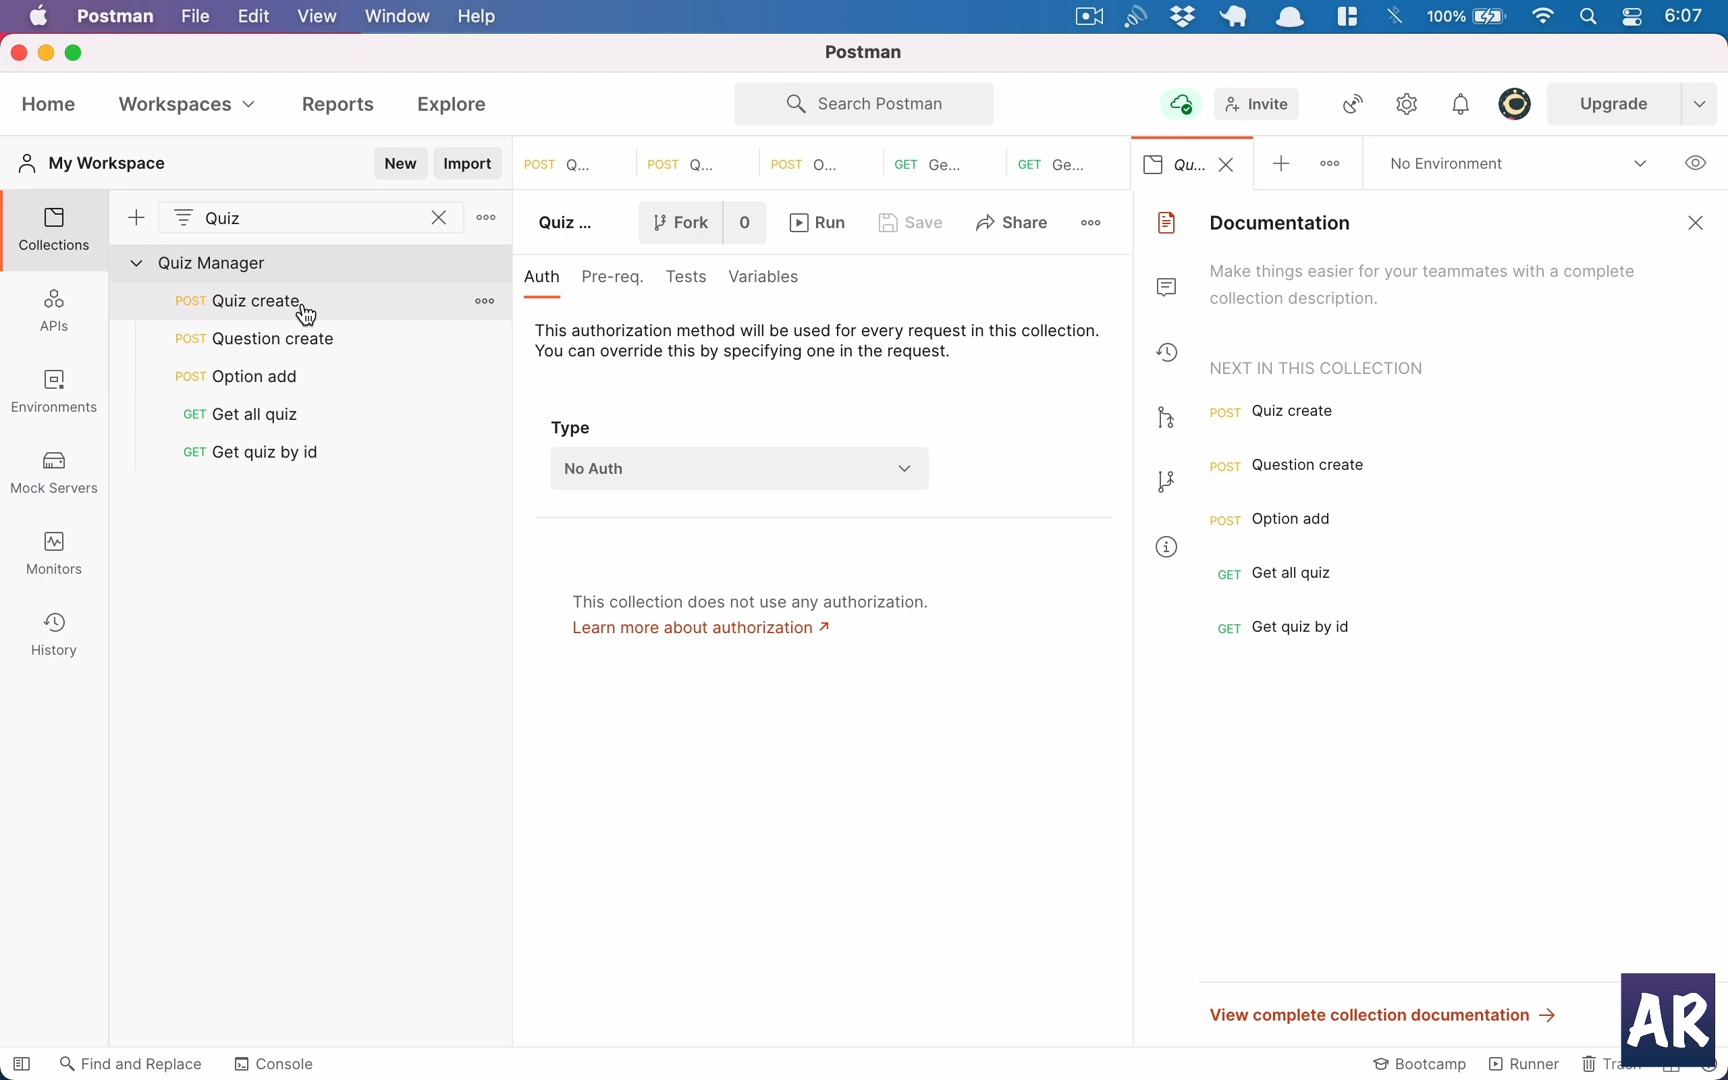 Postman File Edit View Window Help 100% 6:07
Postman
Home Workspaces Reports Explore Search Postman Invite Upgrade
My Workspace New Import POST Q... POST Q... POST O... GET Ge... GET Ge... Qu... No Environment
Collections
APIs
Environments
Mock Servers
Monitors
History
Quiz
Quiz Manager
POST Quiz create
POST Question create
POST Option add
GET Get all quiz
GET Get quiz by id
Quiz ... Fork 0 Run Save Share
Auth Pre-req. Tests Variables
This authorization method will be used for every request in this collection.
You can override this by specifying one in the request.
Type
No Auth
This collection does not use any authorization.
Learn more about authorization ↗
Documentation
Make things easier for your teammates with a complete
collection description.
NEXT IN THIS COLLECTION
POST Quiz create
POST Question create
POST Option add
GET Get all quiz
GET Get quiz by id
View complete collection documentation →
AR
Find and Replace Console Bootcamp Runner